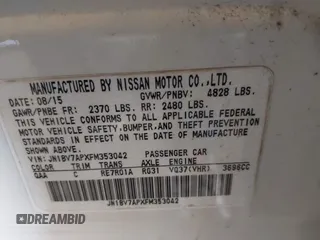 MANUFACTURED BY NISSAN MOTOR CO.,LTD.
DATE: 08/15 GVWR/PNBV: 4828 LBS.
GAWR/PNBE FR: 2370 LBS. RR: 2480 LBS.
THIS VEHICLE CONFORMS TO ALL APPLICABLE FEDERAL
MOTOR VEHICLE SAFETY, BUMPER, AND THEFT PREVENTION
STANDARDS IN EFFECT ON THE DATE OF MANUFACTURE
SHOWN ABOVE.
VIN: JN1BV7APXFM353042 PASSENGER CAR
COLOR TRIM TRANS AXLE ENGINE
QAA C RE7R01A RQ31 VQ37(VHR) 3696CC
JN1BV7APXFM353042
AUTOBIDMASTER